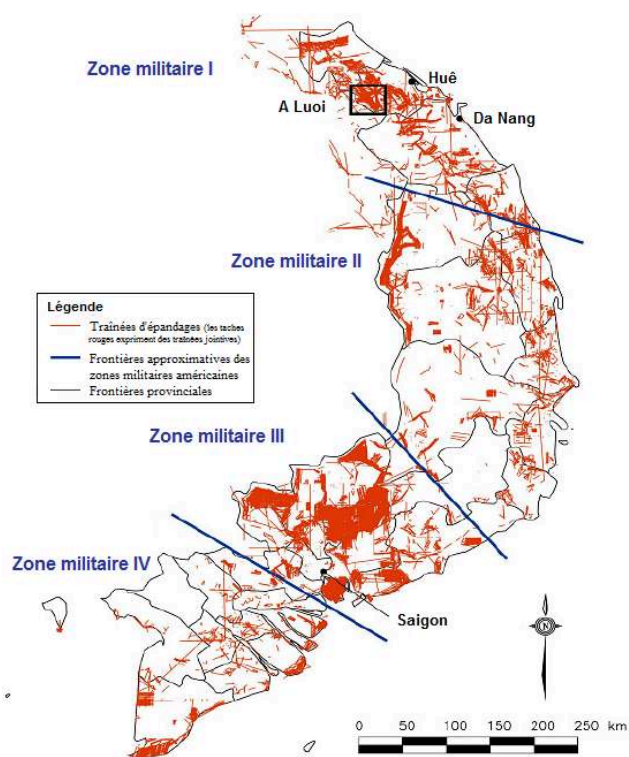 Zone militaire I
Huê
A Luoi
Da Nang
Zone militaire II
Légende
Traînées d'épandages (les taches
rouges expriment des traînées jointives)
Frontières approximatives des
zones militaires américaines
Frontières provinciales
Zone militaire III
Zone militaire IV
Saigon
N
0 50 100 150 200 250 km